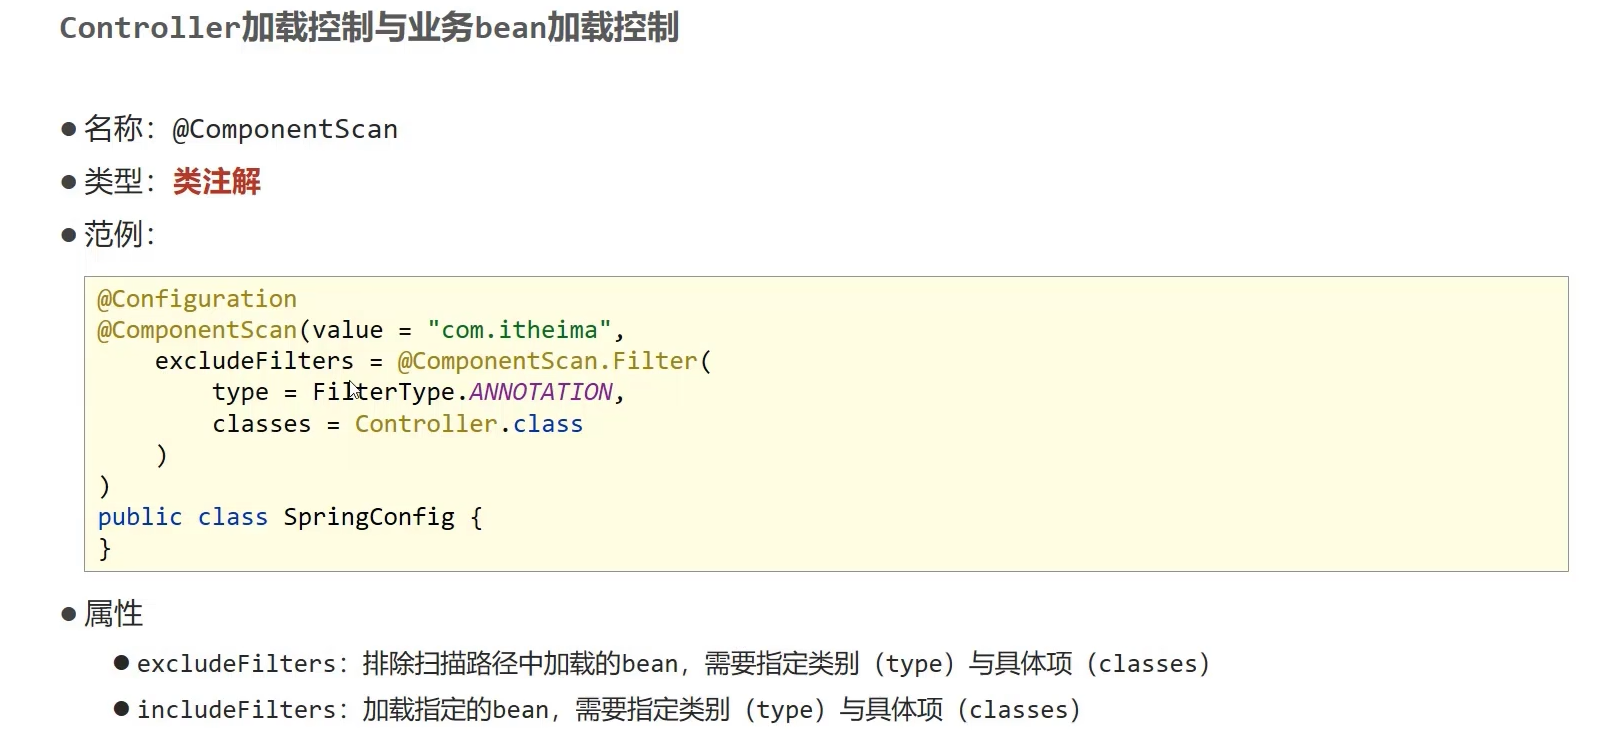 Controller加载控制与业务bean加载控制
● 名称：@ComponentScan
● 类型：类注解
● 范例：
@Configuration
@ComponentScan(value = "com.itheima",
    excludeFilters = @ComponentScan.Filter(
        type = FilterType.ANNOTATION,
        classes = Controller.class
    )
)
public class SpringConfig {
}
● 属性
● excludeFilters：排除扫描路径中加载的bean，需要指定类别（type）与具体项（classes）
● includeFilters：加载指定的bean，需要指定类别（type）与具体项（classes）